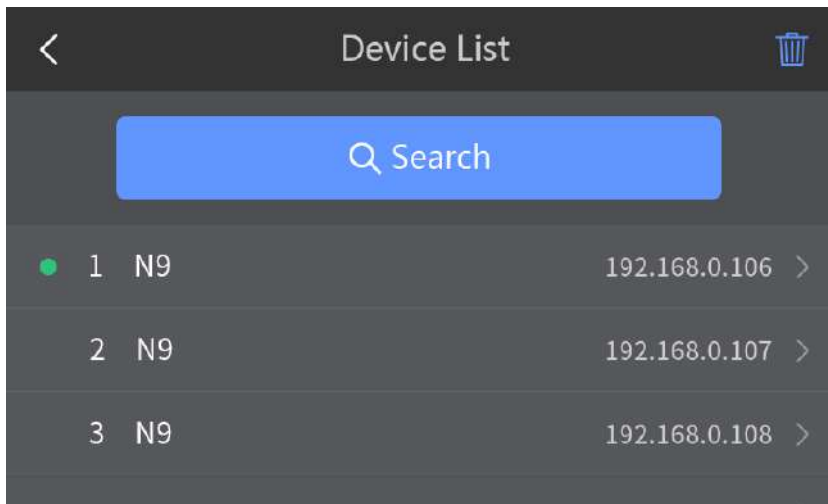 Device List
Search
1 N9 192.168.0.106
2 N9 192.168.0.107
3 N9 192.168.0.108